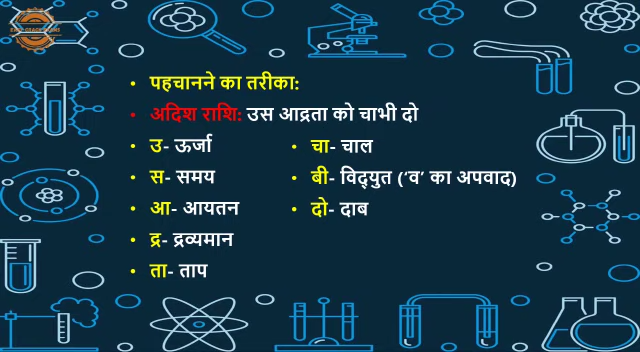 पहचानने का तरीका:
अदिश राशि: उस आद्रता को चाभी दो
उ- ऊर्जा
स- समय
आ- आयतन
द्र- द्रव्यमान
ता- ताप
चा- चाल
बी- विद्युत ('व' का अपवाद)
दो- दाब